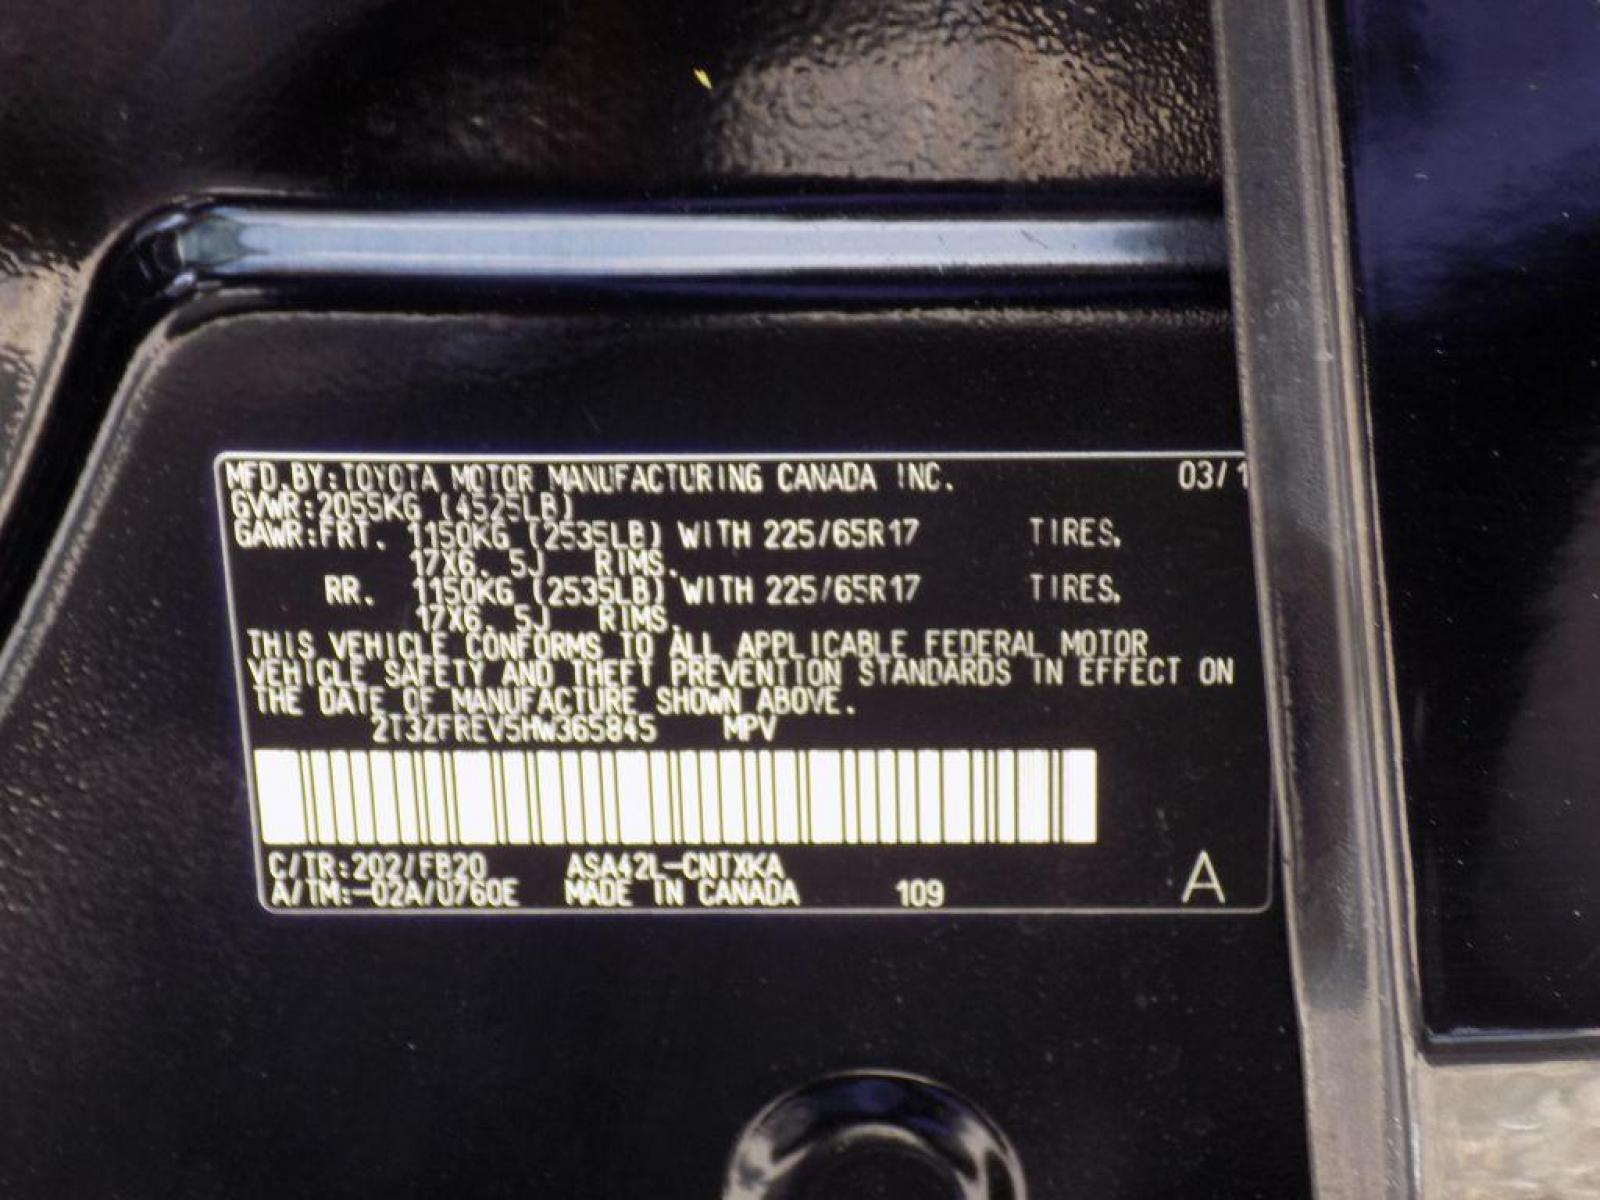 MFD.BY:TOYOTA MOTOR MANUFACTURING CANADA INC. 03/1
GVWR:2055KG (4525LB)
GAWR:FRT. 1150KG (2535LB) WITH 225/65R17 TIRES,
17X6. 5J RIMS.
RR. 1150KG (2535LB) WITH 225/65R17 TIRES,
17X6. 5J RIMS.
THIS VEHICLE CONFORMS TO ALL APPLICABLE FEDERAL MOTOR
VEHICLE SAFETY AND THEFT PREVENTION STANDARDS IN EFFECT ON
THE DATE OF MANUFACTURE SHOWN ABOVE.
2T3ZFREV5HW365845 MPV
C/TR:202/FB20 ASA42L-CNTXKA
A/TM:-02A/U760E MADE IN CANADA 109 A